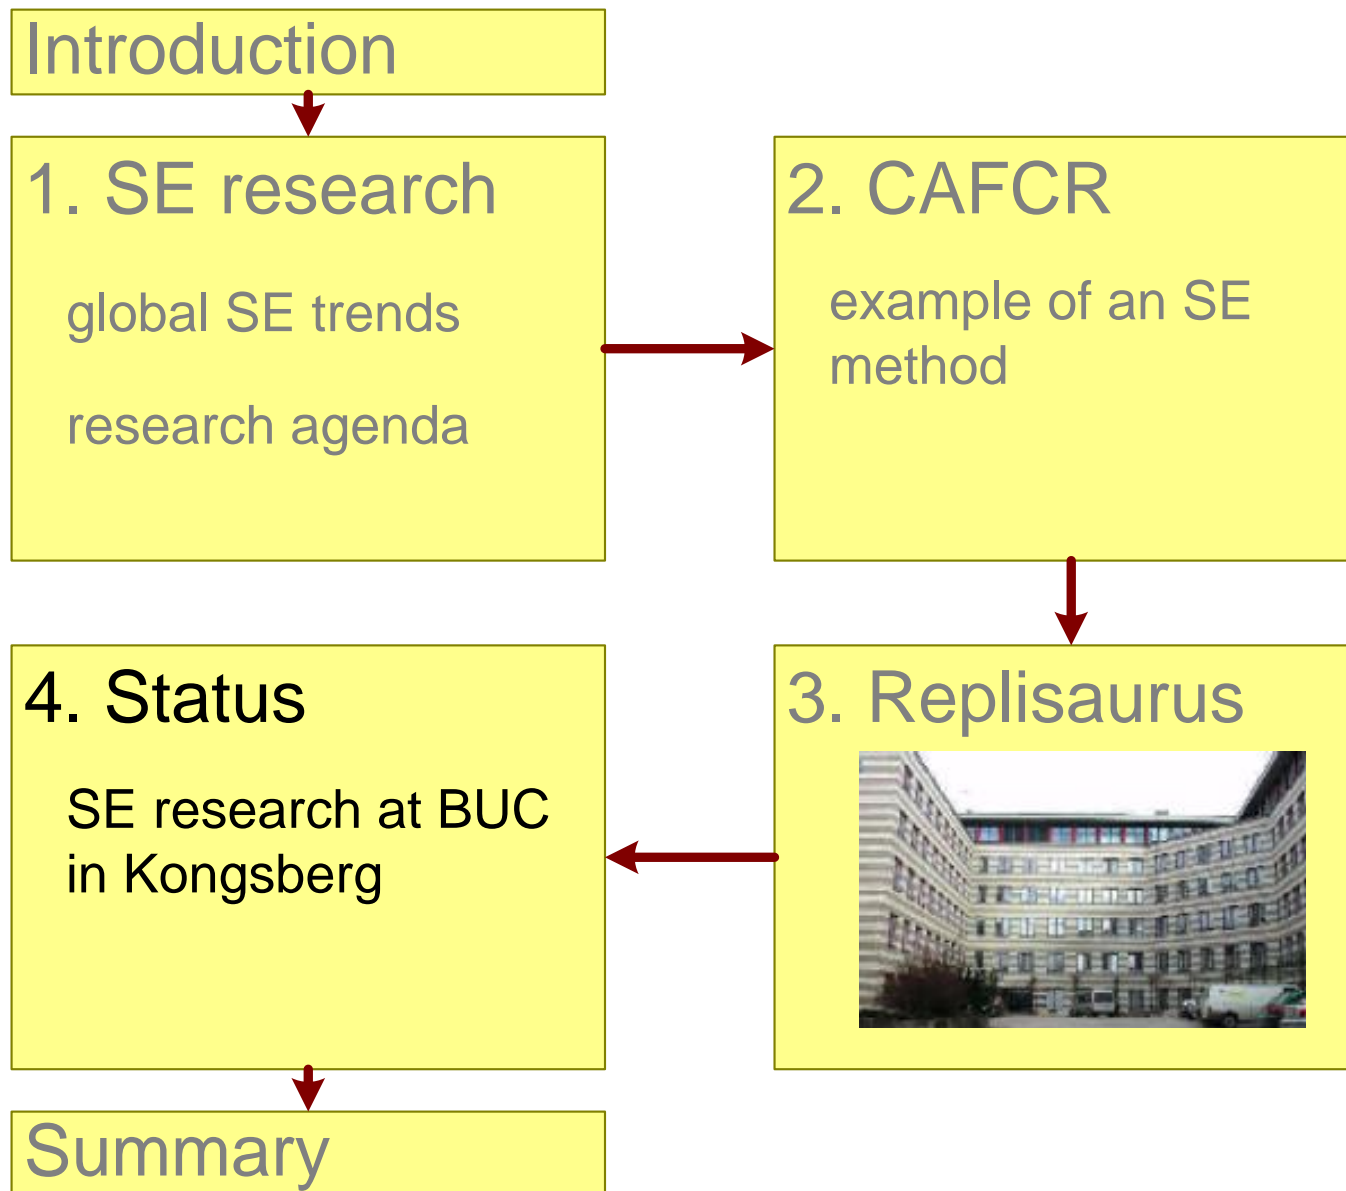 Introduction
1. SE research
global SE trends
research agenda
2. CAFCR
example of an SE
method
3. Replisaurus
4. Status
SE research at BUC
in Kongsberg
Summary